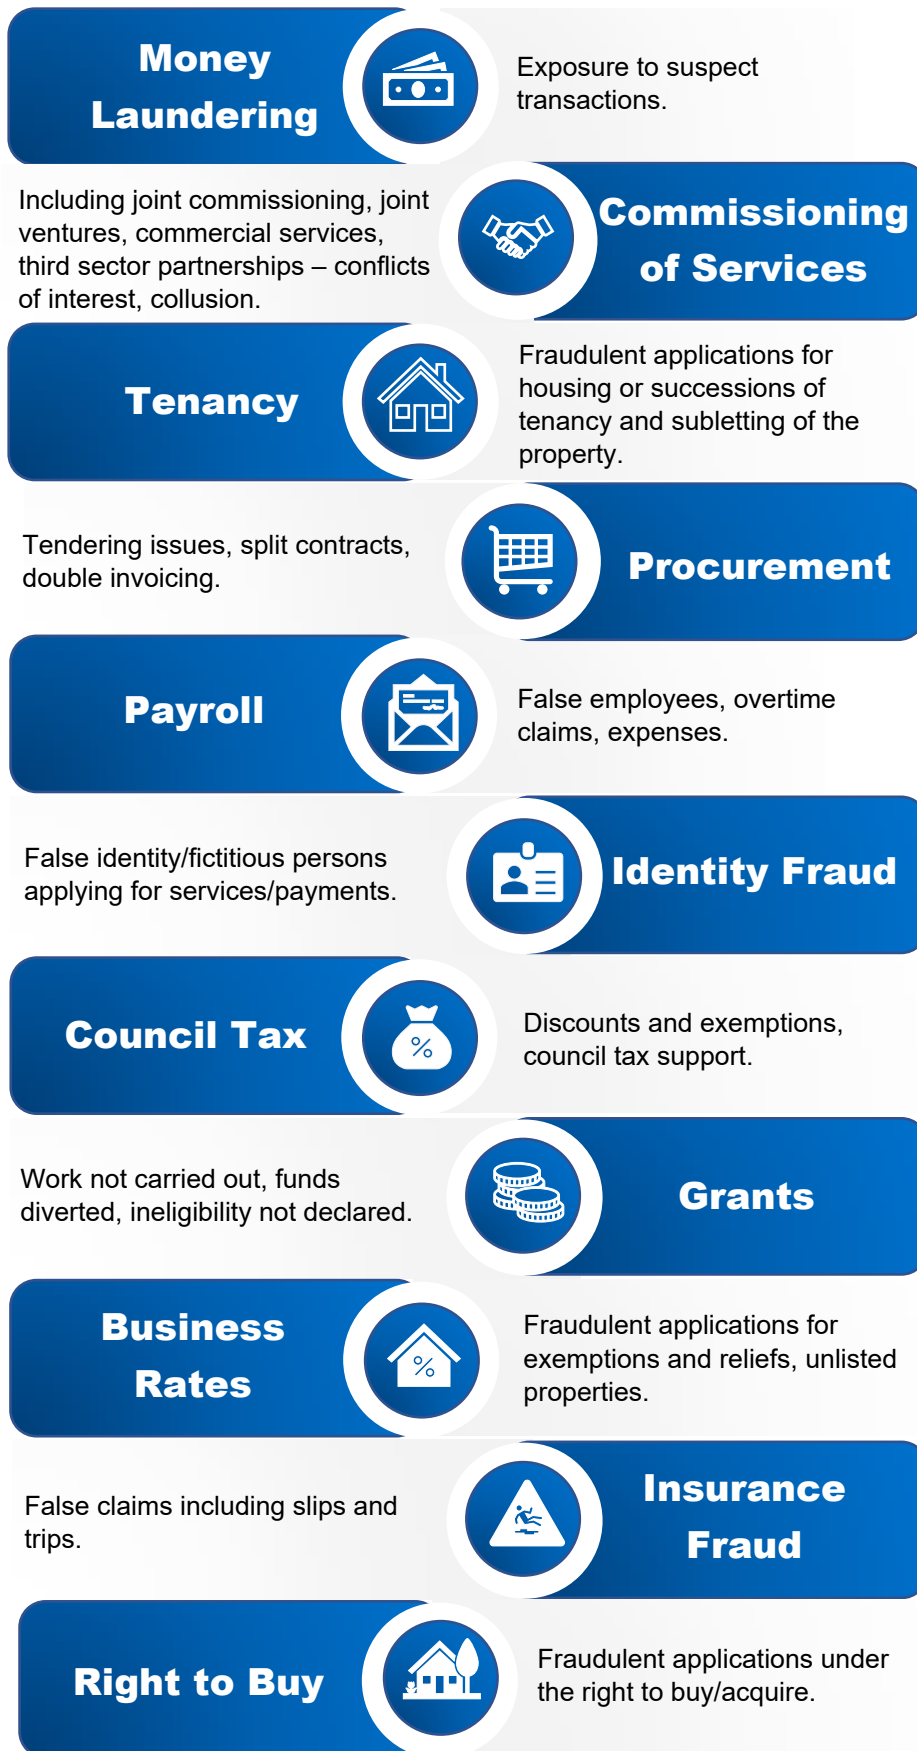 Money
Laundering
Exposure to suspect
transactions.
Including joint commissioning, joint
ventures, commercial services,
third sector partnerships – conflicts
of interest, collusion.
Commissioning
of Services
Tenancy
Fraudulent applications for
housing or successions of
tenancy and subletting of the
property.
Tendering issues, split contracts,
double invoicing.
Procurement
Payroll
False employees, overtime
claims, expenses.
False identity/fictitious persons
applying for services/payments.
Identity Fraud
Council Tax
%
Discounts and exemptions,
council tax support.
Work not carried out, funds
diverted, ineligibility not declared.
Grants
Business
Rates
%
Fraudulent applications for
exemptions and reliefs, unlisted
properties.
False claims including slips and
trips.
Insurance
Fraud
Right to Buy
Fraudulent applications under
the right to buy/acquire.